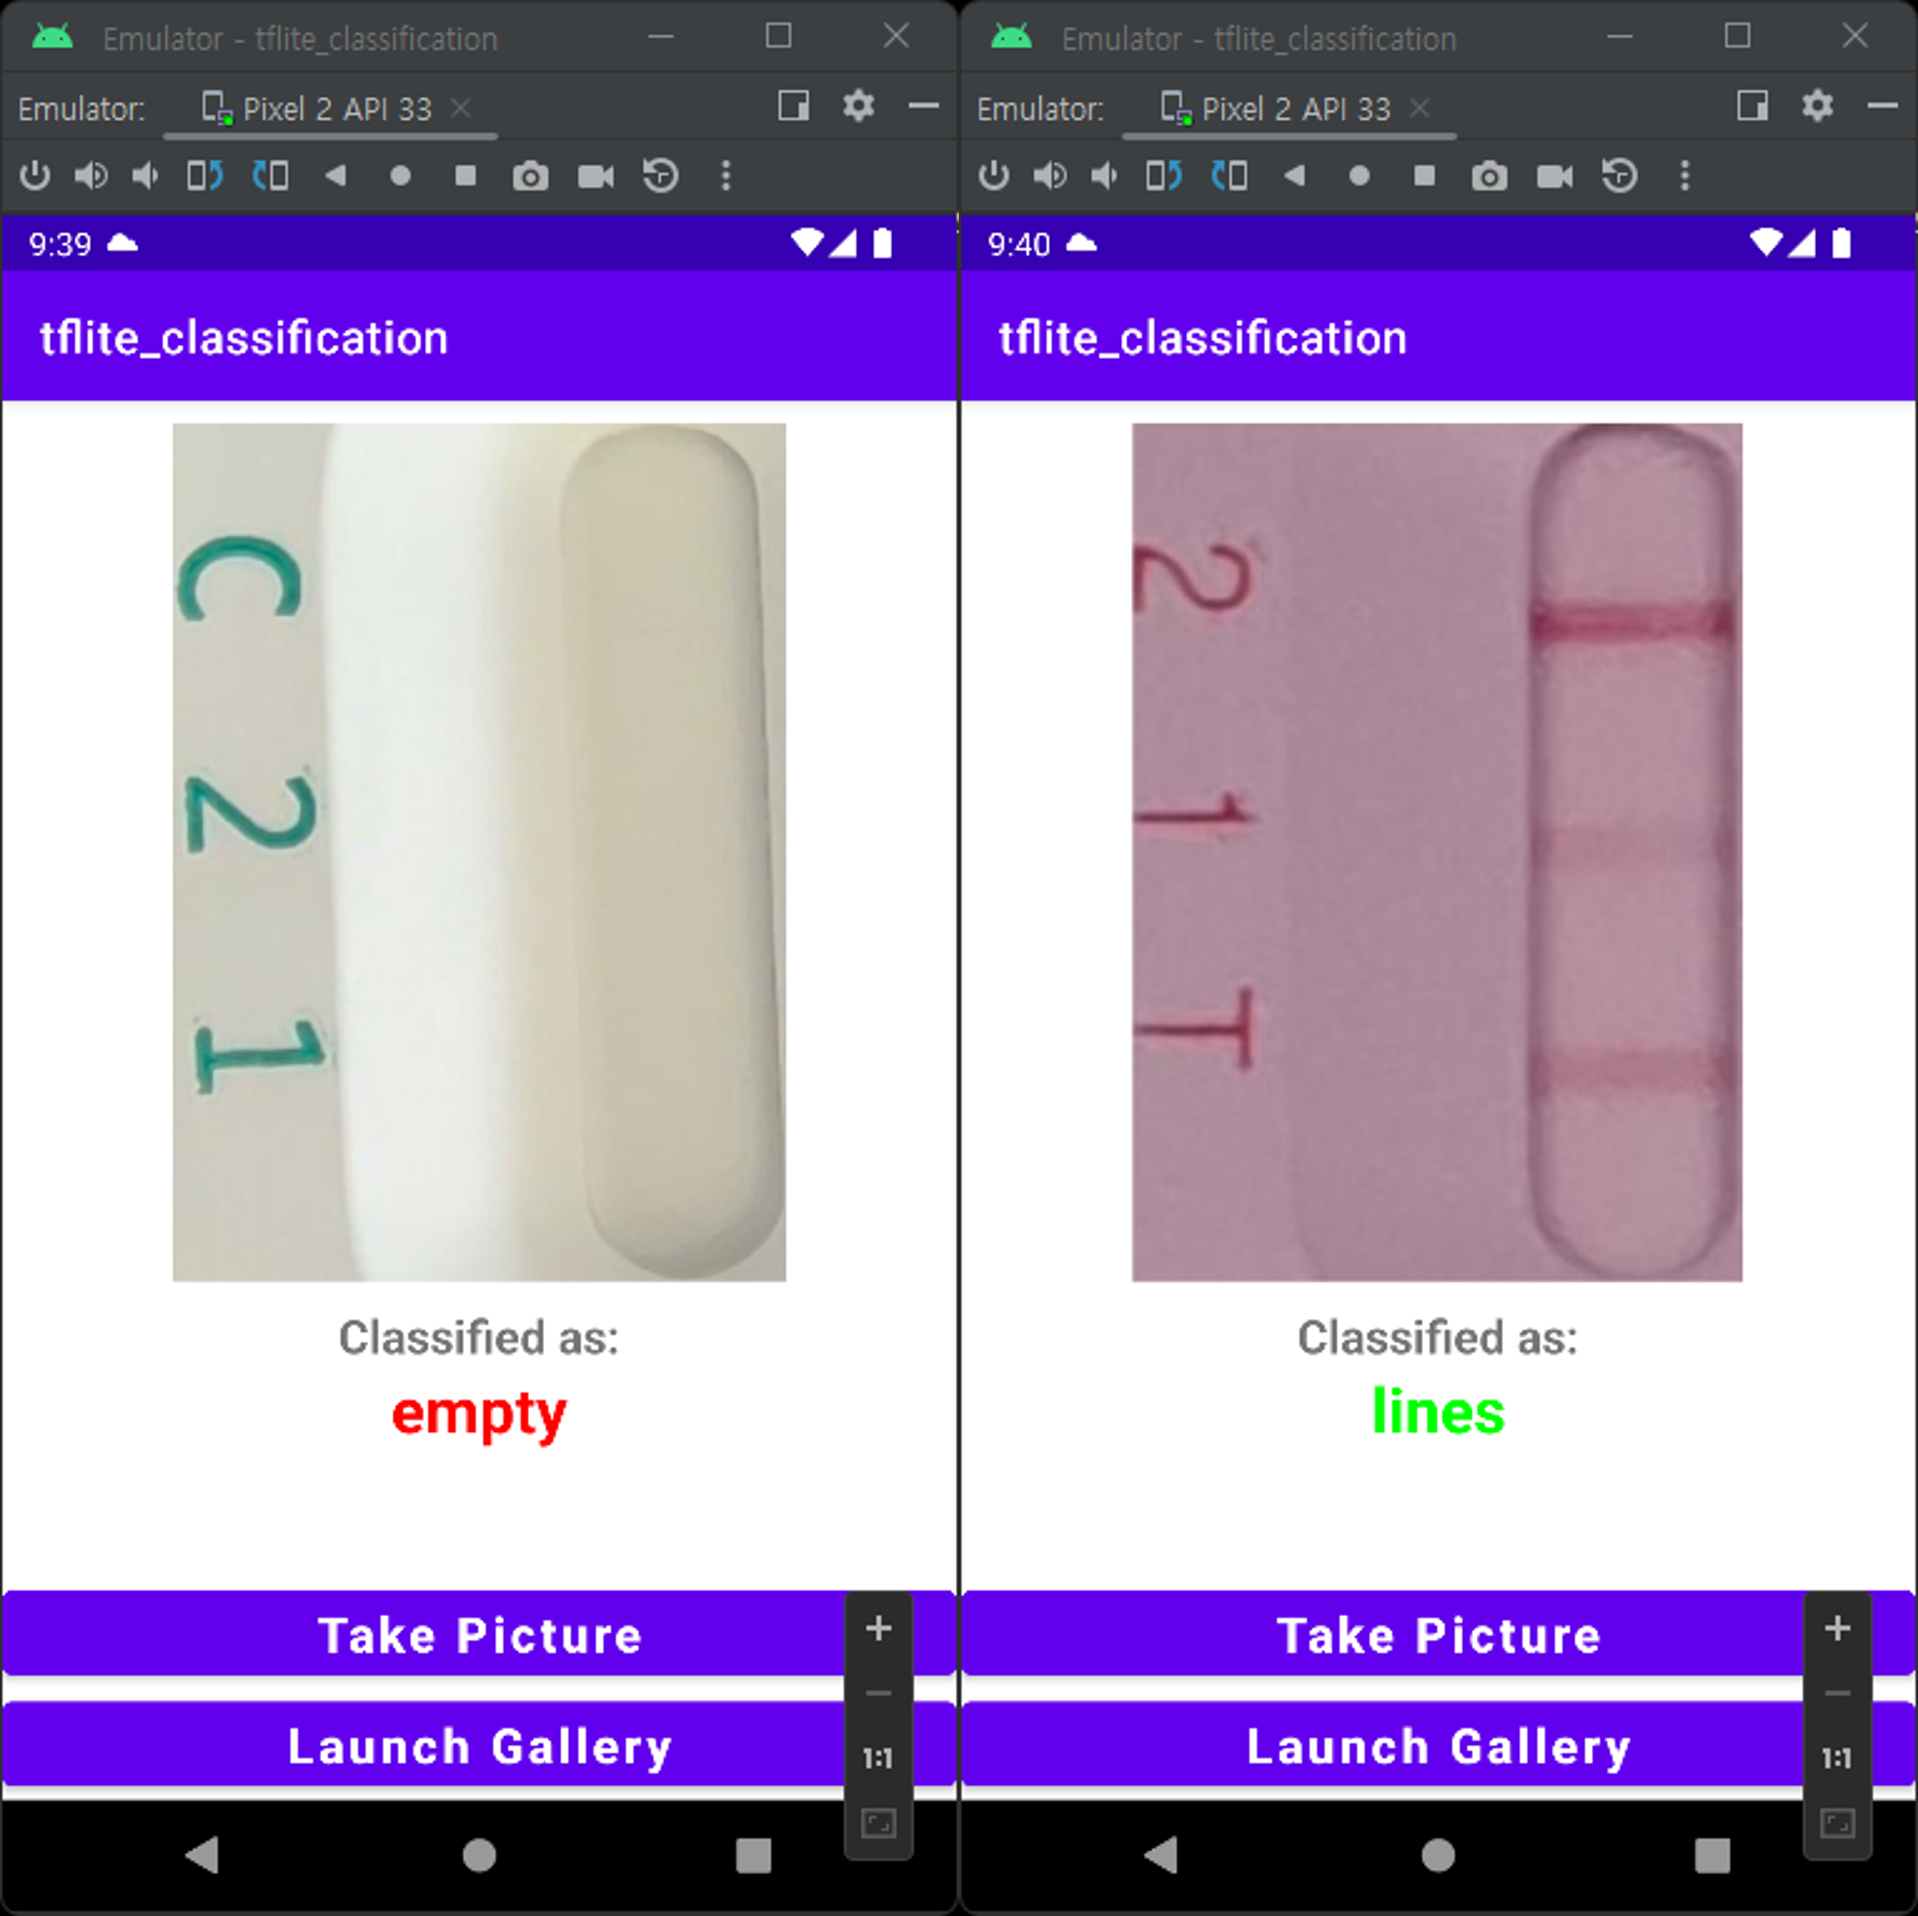 Emulator - tflite_classification
Emulator: Pixel 2 API 33
9:39
tflite_classification
C
2
1
Classified as:
empty
Take Picture
Launch Gallery
1:1
Emulator - tflite_classification
Emulator: Pixel 2 API 33
9:40
tflite_classification
2
1
T
Classified as:
lines
Take Picture
Launch Gallery
1:1